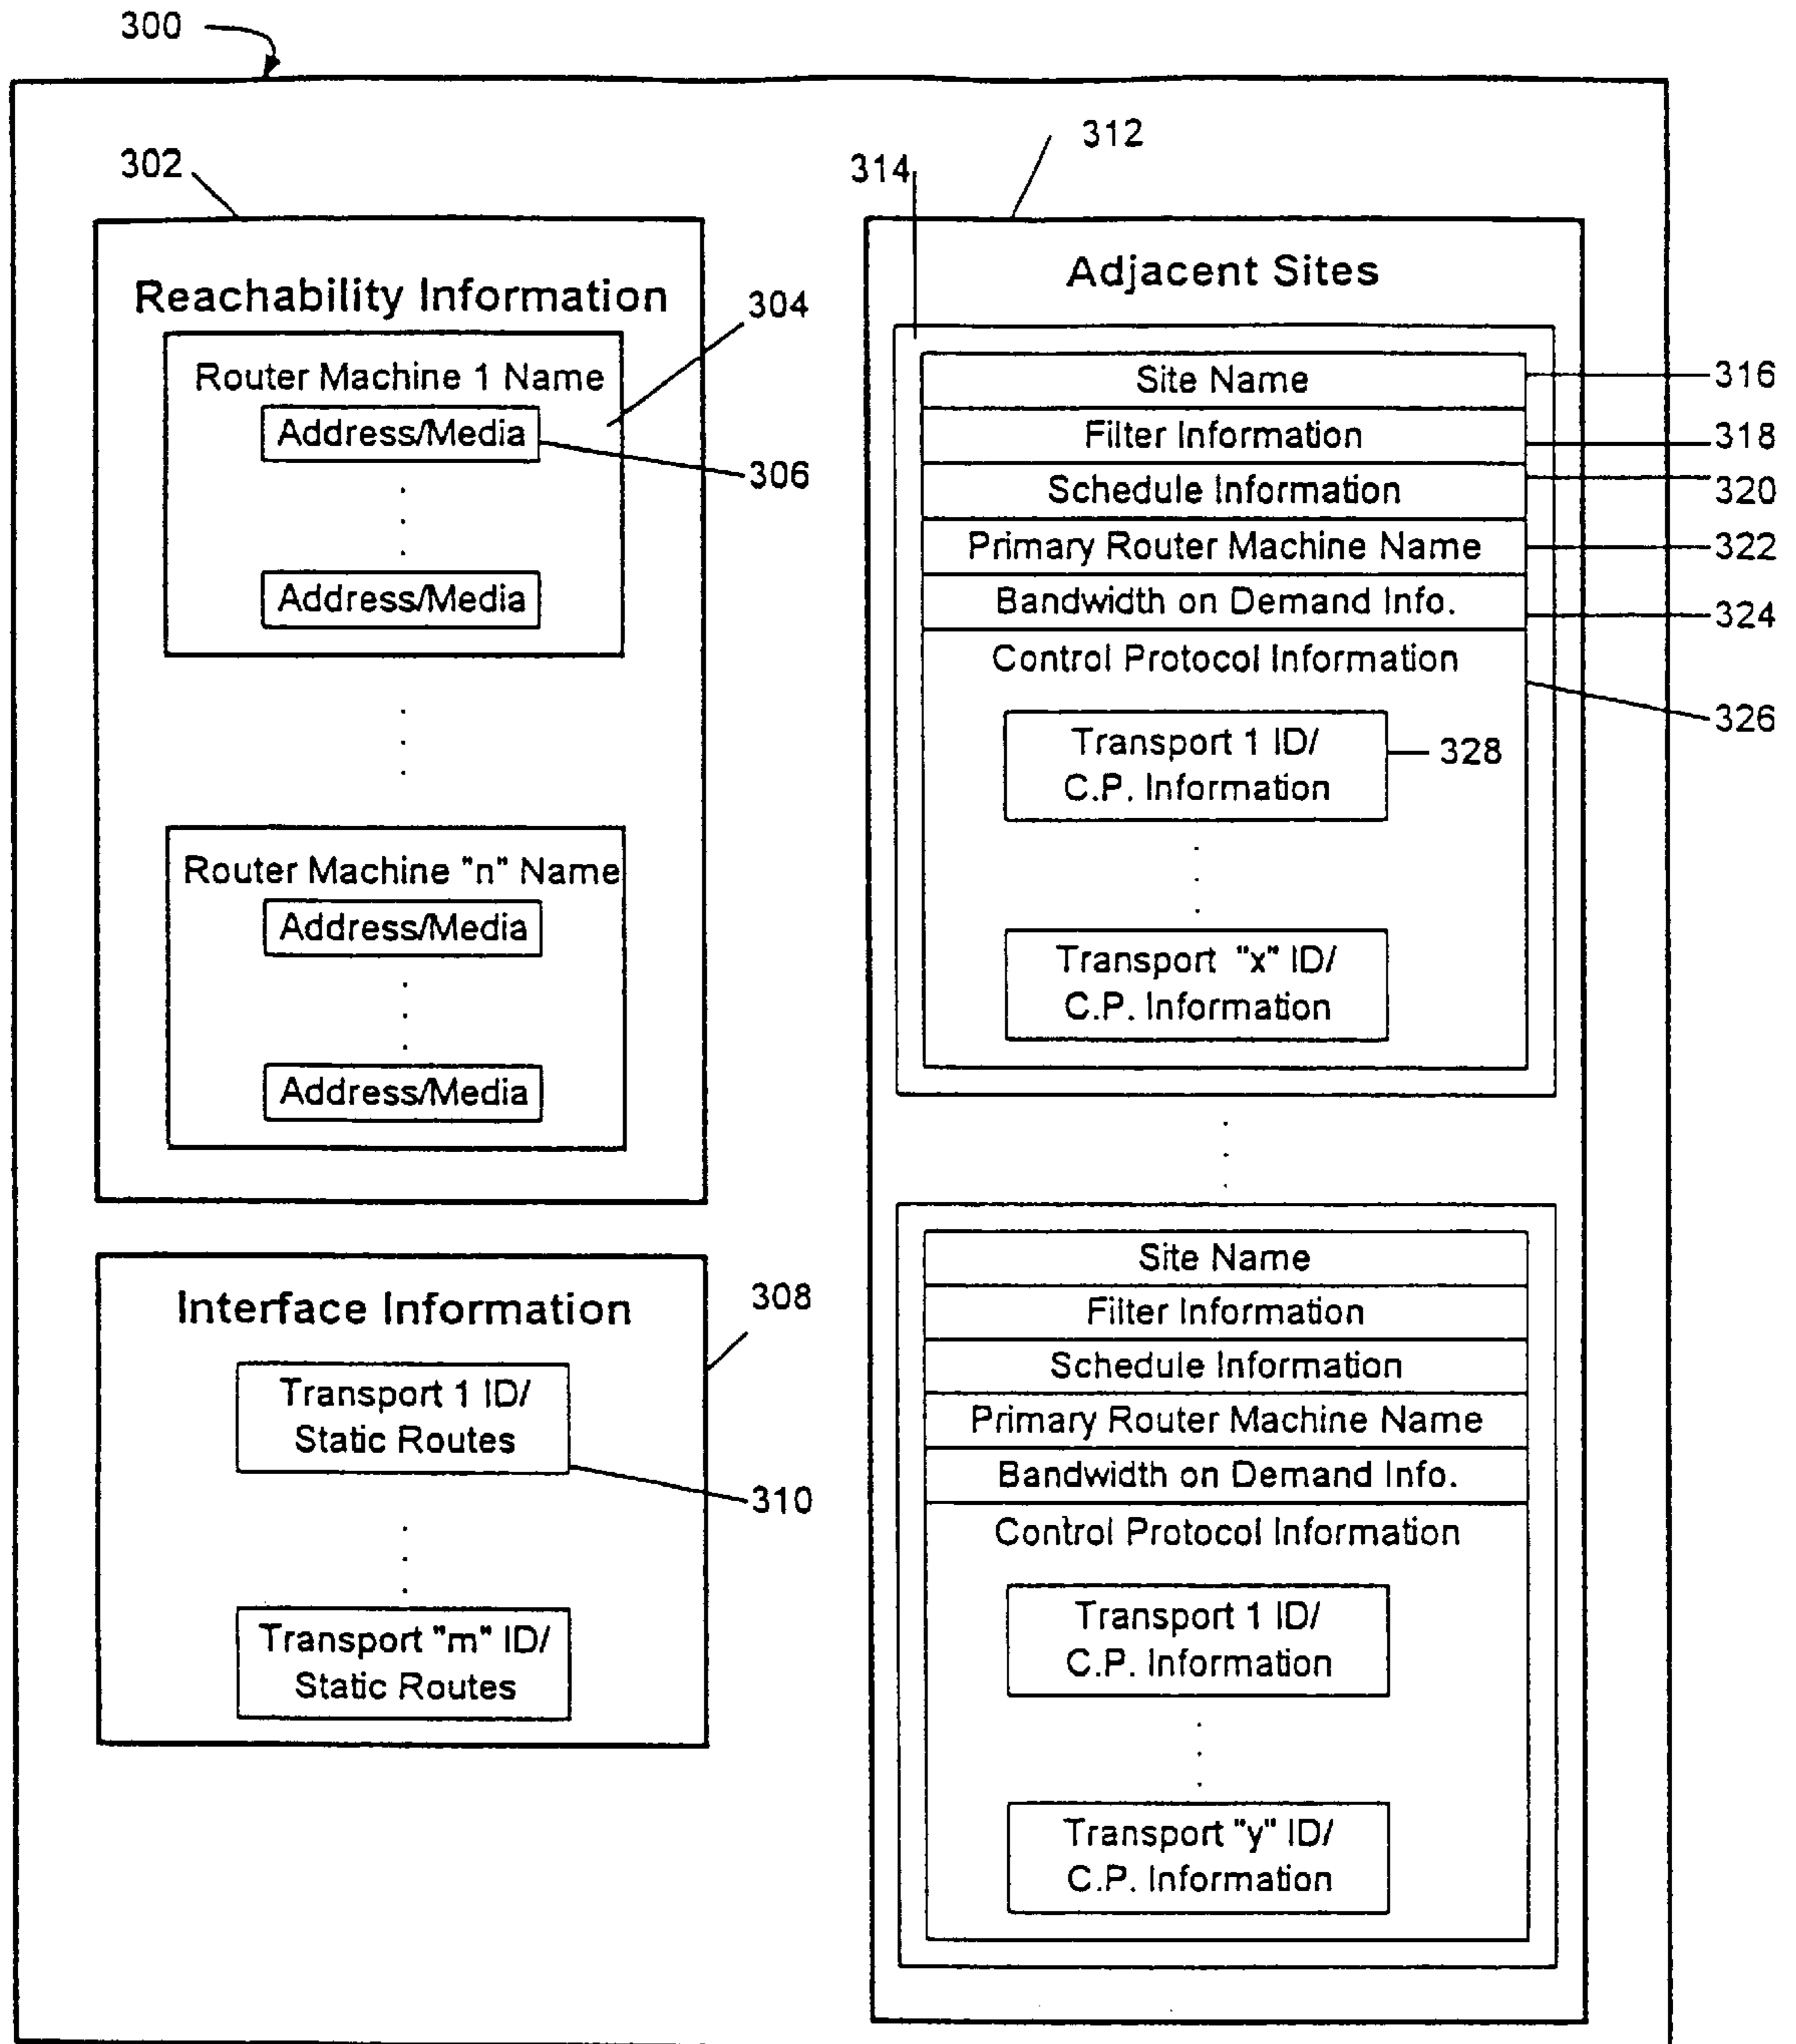 300
302
Reachability Information
304
Router Machine 1 Name
Address/Media
306
Address/Media
Router Machine "n" Name
Address/Media
Address/Media
Interface Information
308
Transport 1 ID/
Static Routes
310
Transport "m" ID/
Static Routes
312
314
Adjacent Sites
Site Name
316
Filter Information
318
Schedule Information
320
Primary Router Machine Name
322
Bandwidth on Demand Info.
324
Control Protocol Information
326
Transport 1 ID/
C.P. Information
328
Transport "x" ID/
C.P. Information
Site Name
Filter Information
Schedule Information
Primary Router Machine Name
Bandwidth on Demand Info.
Control Protocol Information
Transport 1 ID/
C.P. Information
Transport "y" ID/
C.P. Information